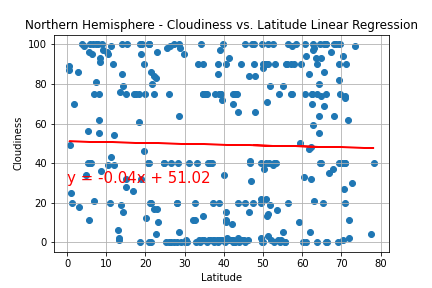 Northern Hemisphere - Cloudiness vs. Latitude Linear Regression
100
80
60
40
20
0
Cloudiness
y = -0.04x + 51.02
0 10 20 30 40 50 60 70 80
Latitude